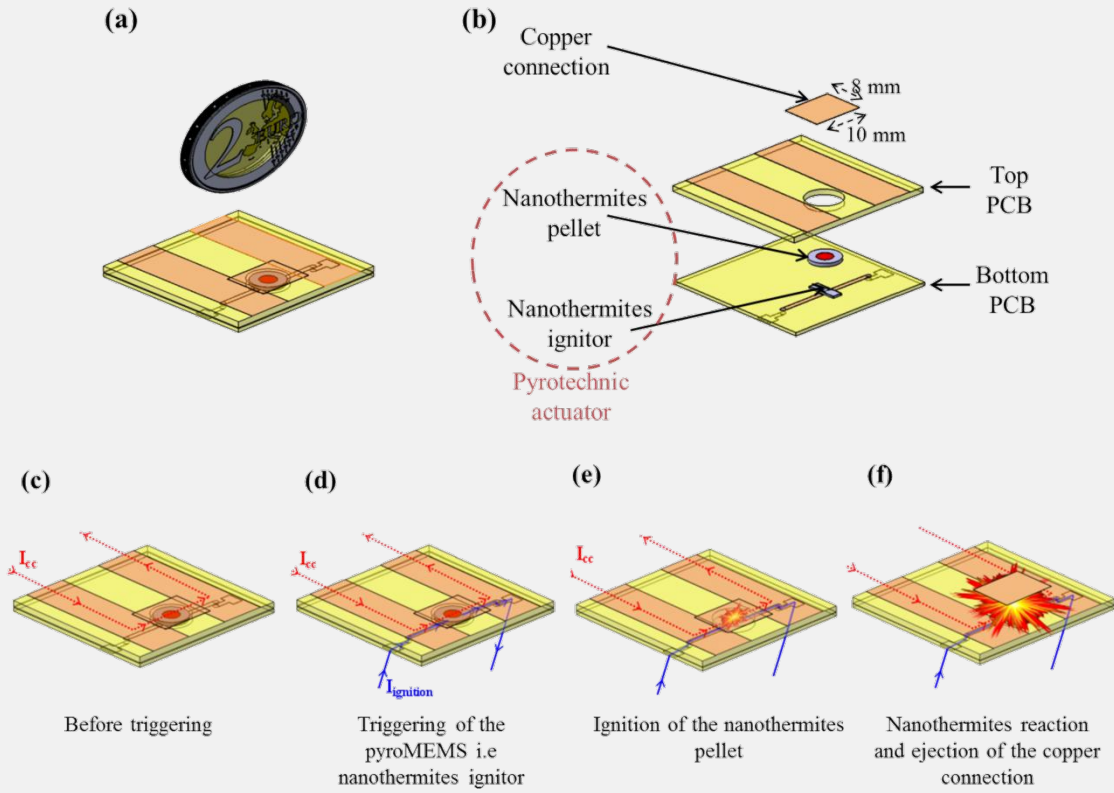 (a)
(b)
Copper
connection
8 mm
10 mm
Nanothermites
pellet
Top
PCB
Nanothermites
ignitor
Bottom
PCB
Pyrotechnic
actuator
2
(c)
(d)
(e)
(f)
Icc
Icc
Icc
Iignition
Before triggering
Triggering of the
pyroMEMS i.e
nanothermites ignitor
Ignition of the nanothermites
pellet
Nanothermites reaction
and ejection of the copper
connection